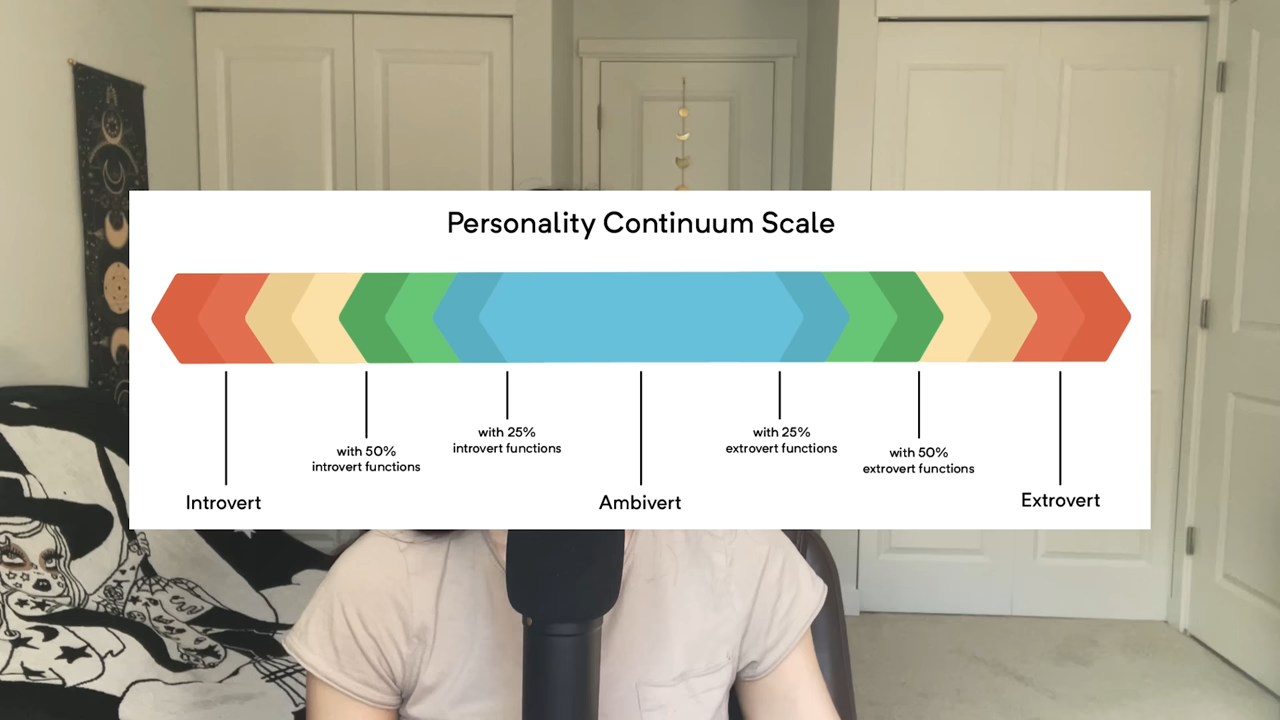 Personality Continuum Scale
with 50%
introvert functions
with 25%
introvert functions
with 25%
extrovert functions
with 50%
extrovert functions
Introvert
Ambivert
Extrovert